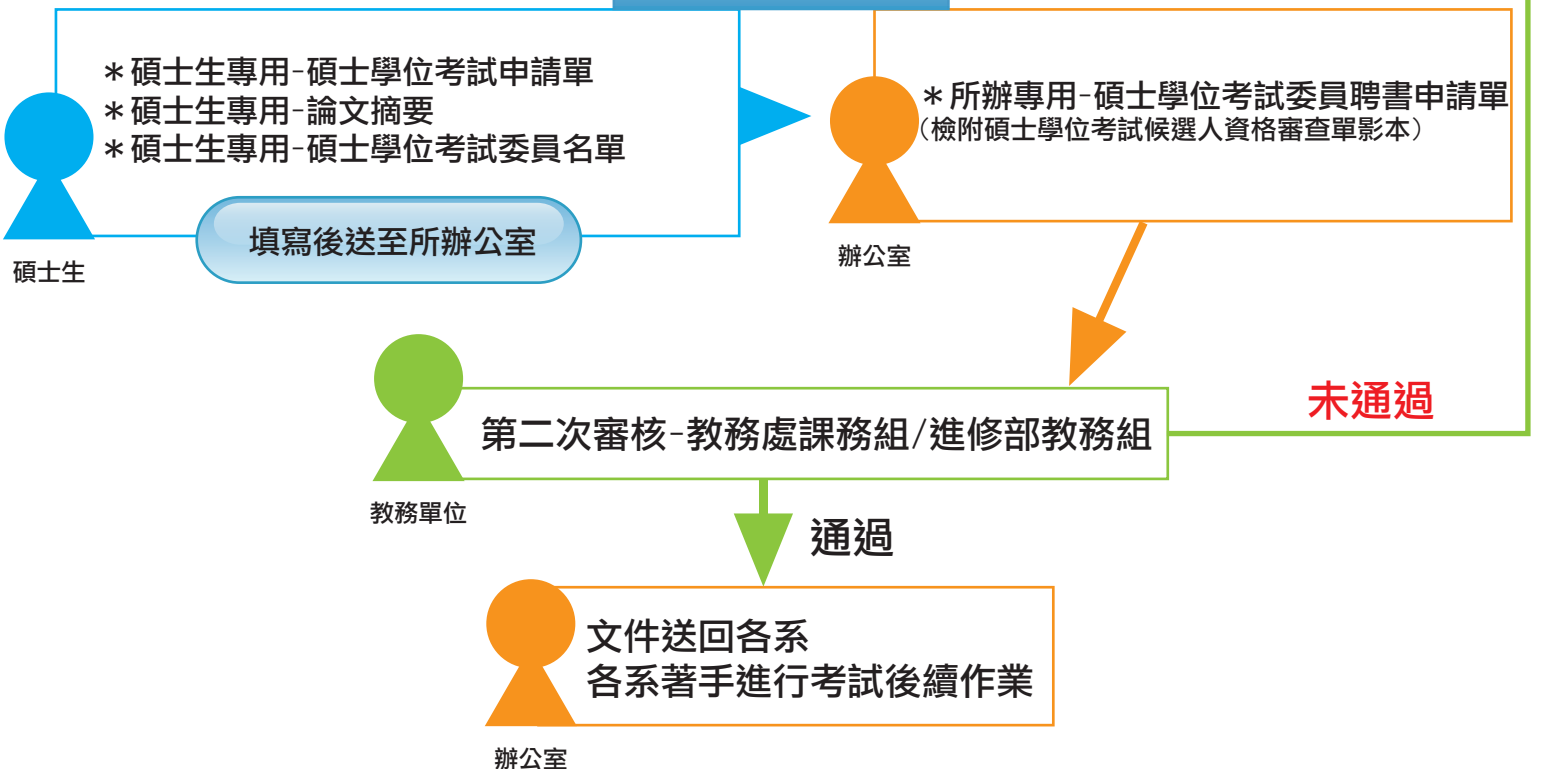 ＊碩士生專用-碩士學位考試申請單
＊碩士生專用-論文摘要
＊碩士生專用-碩士學位考試委員名單
填寫後送至所辦公室
碩士生
＊所辦專用-碩士學位考試委員聘書申請單
(檢附碩士學位考試候選人資格審查單影本)
辦公室
第二次審核-教務處課務組/進修部教務組
未通過
教務單位
通過
文件送回各系
各系著手進行考試後續作業
辦公室